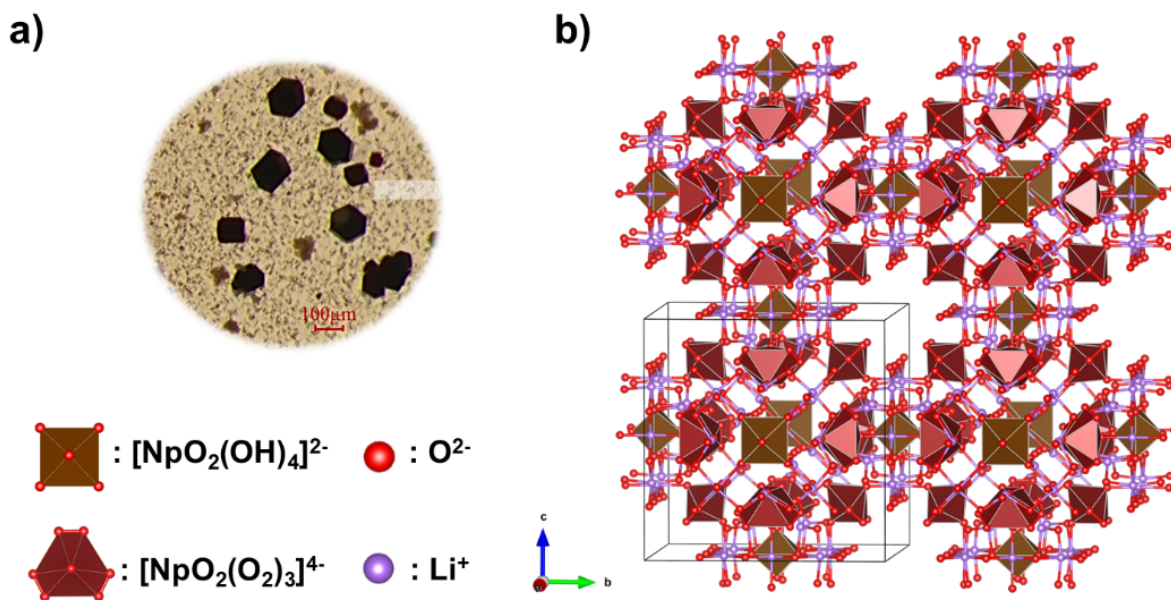 a)
b)
100µm
: [NpO₂(OH)₄]²⁻
: O²⁻
: [NpO₂(O₂)₃]⁴⁻
: Li⁺
c
b